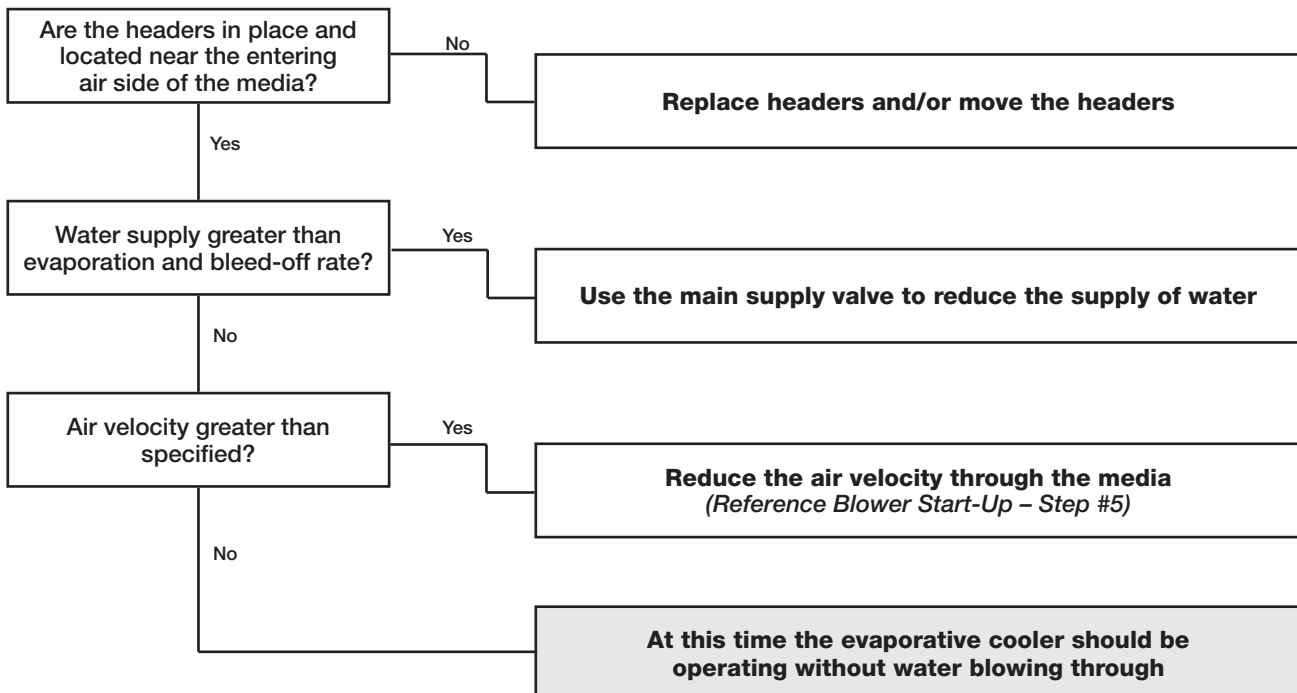 Are the headers in place and
located near the entering
air side of the media?
No
Replace headers and/or move the headers
Yes
Water supply greater than
evaporation and bleed-off rate?
Yes
Use the main supply valve to reduce the supply of water
No
Air velocity greater than
specified?
Yes
Reduce the air velocity through the media
(Reference Blower Start-Up – Step #5)
No
At this time the evaporative cooler should be
operating without water blowing through